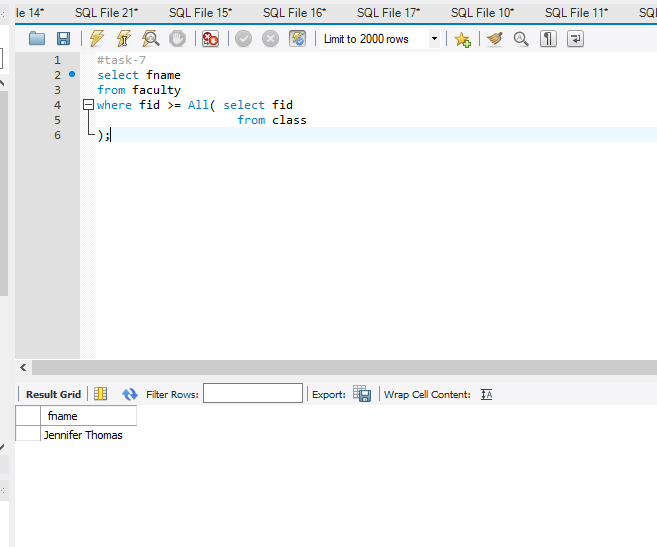 le 14*
SQL File 21*
SQL File 15*
SQL File 16*
SQL File 17*
SQL File 10*
SQL File 11*
SQL
Limit to 2000 rows
1 #task-7
2 select fname
3 from faculty
4 where fid >= All( select fid
5 from class
6 );
Result Grid
Filter Rows:
Export:
Wrap Cell Content:
fname
Jennifer Thomas